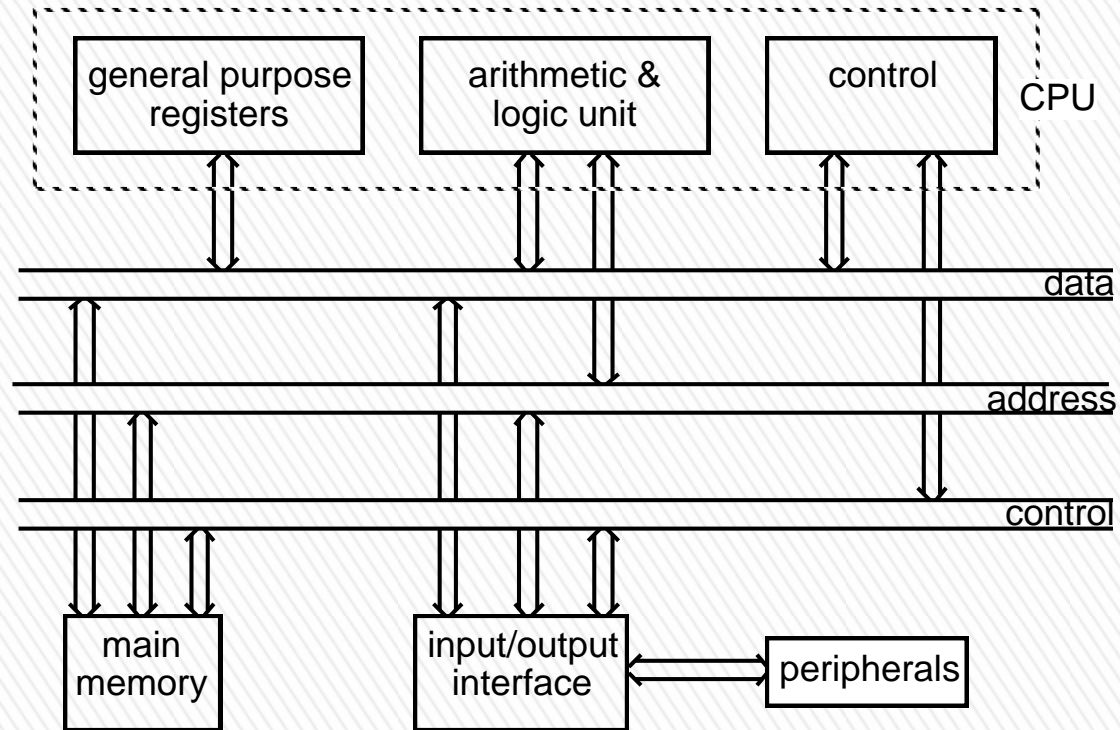 general purpose
registers
arithmetic &
logic unit
control
CPU
data
address
control
main
memory
input/output
interface
peripherals